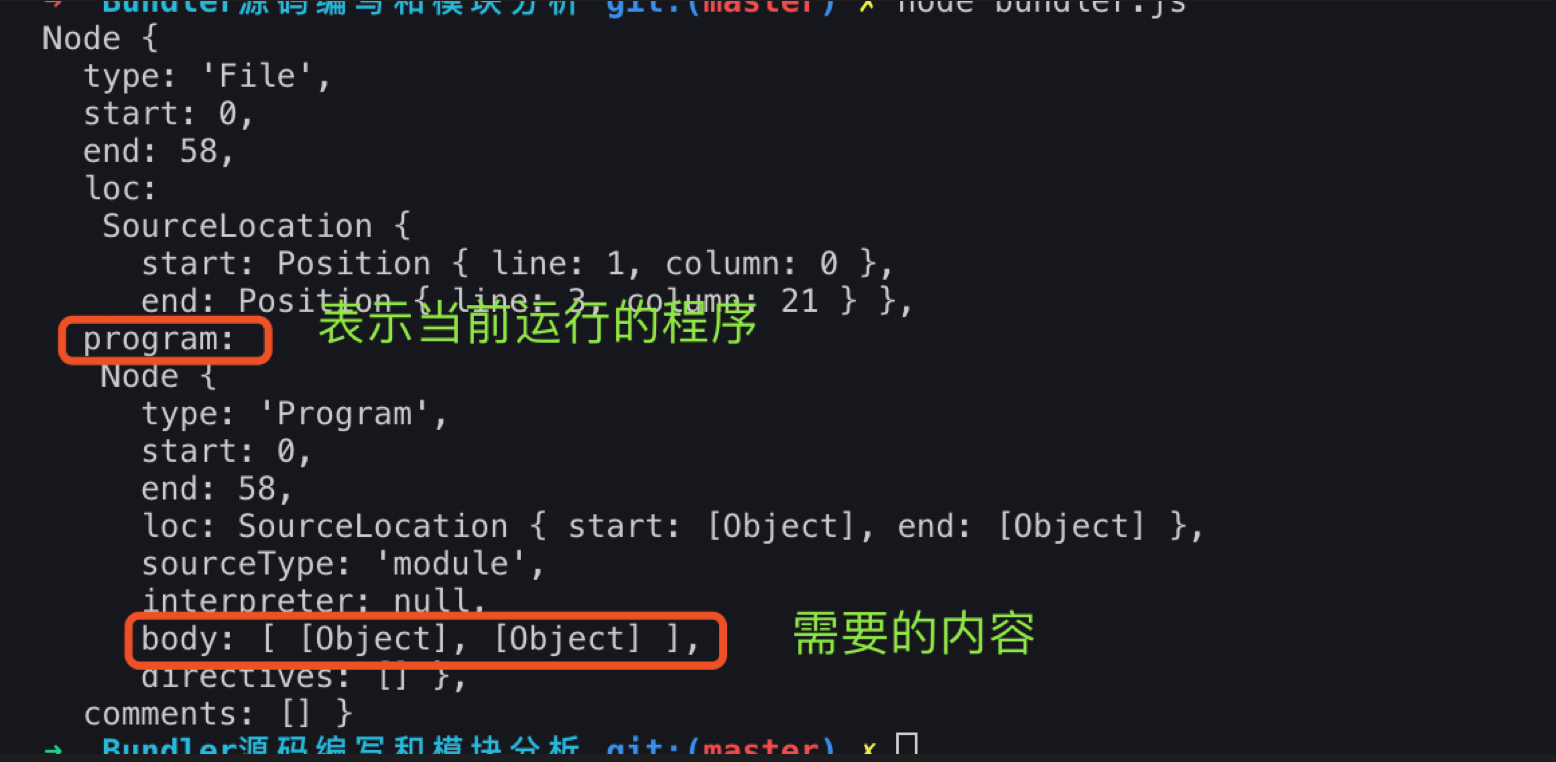 → Bundler源码编写和模块分析 git:(master) ✗ node bundler.js
Node {
type: 'File',
start: 0,
end: 58,
loc:
SourceLocation {
start: Position { line: 1, column: 0 },
end: Position { line: 3, column: 21 } },
表示当前运行的程序
program:
Node {
type: 'Program',
start: 0,
end: 58,
loc: SourceLocation { start: [Object], end: [Object] },
sourceType: 'module',
interpreter: null,
body: [ [Object], [Object] ],
需要的内容
directives: [] },
comments: [] }
→ Bundler源码编写和模块分析 git:(master) ✗